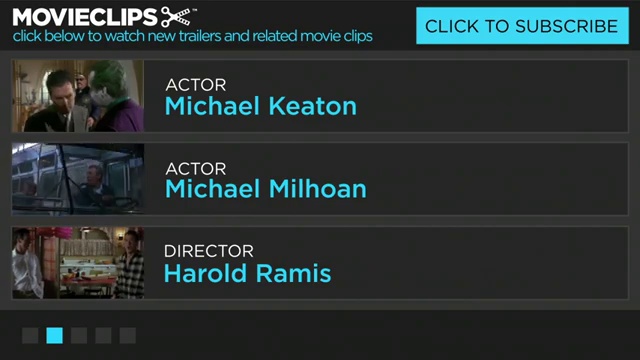 MOVIECLIPS™
click below to watch new trailers and related movie clips
CLICK TO SUBSCRIBE
ACTOR
Michael Keaton
ACTOR
Michael Milhoan
DIRECTOR
Harold Ramis